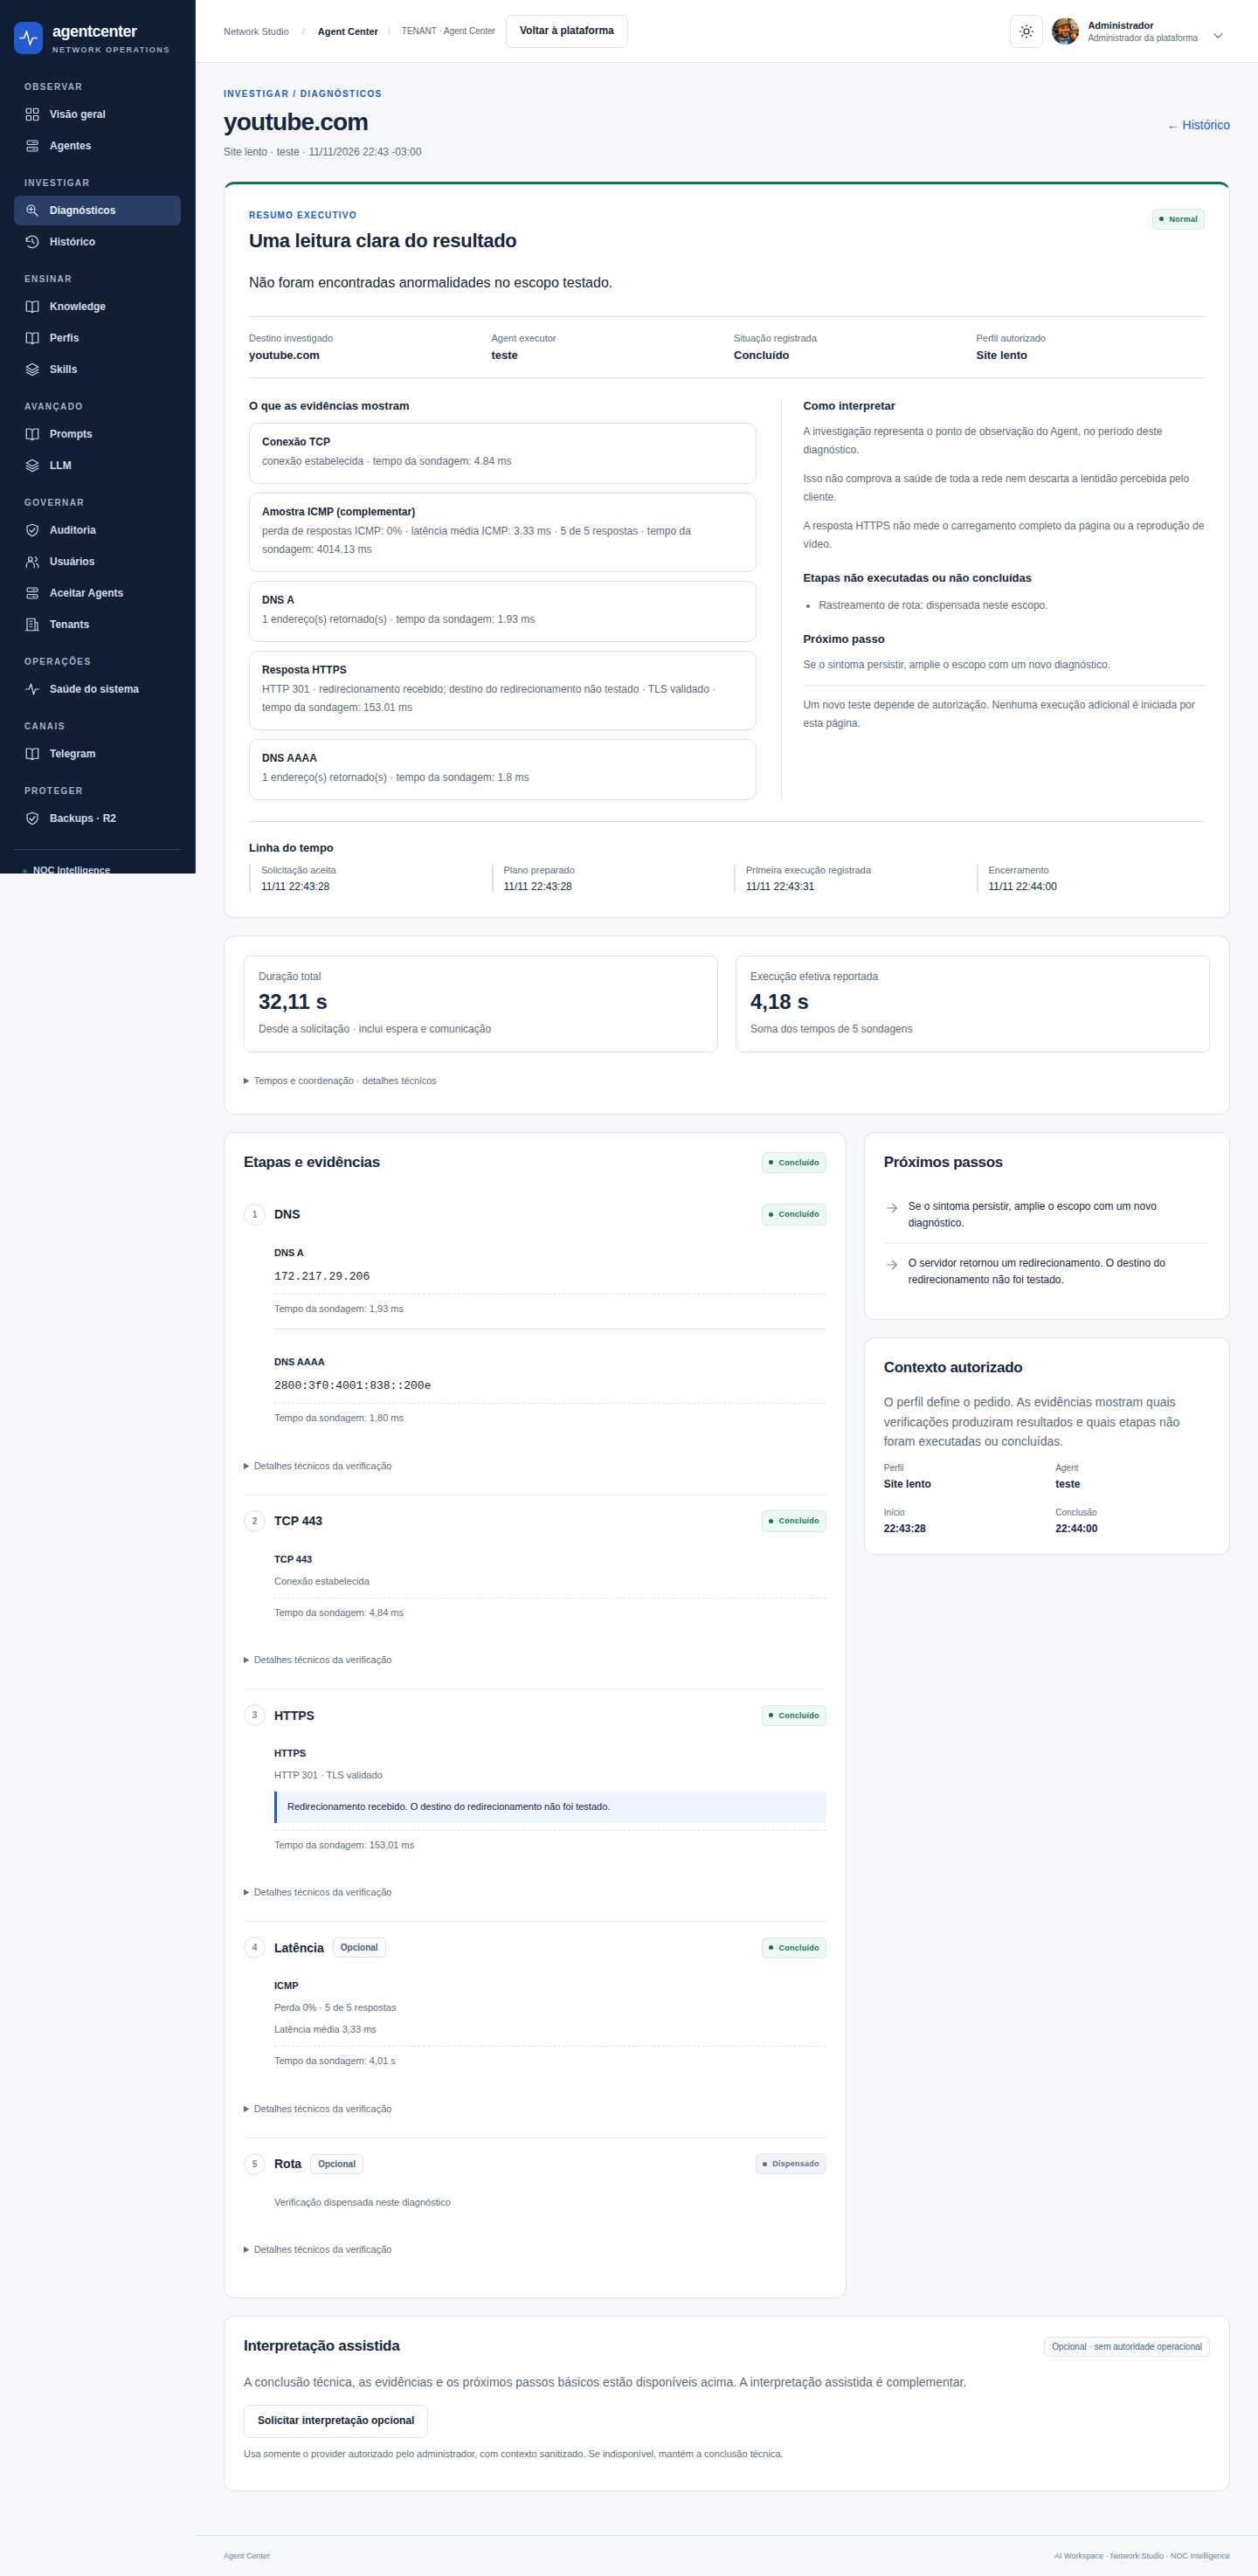 agentcenter
NETWORK OPERATIONS
OBSERVAR
Visão geral
Agentes
INVESTIGAR
Diagnósticos
Histórico
ENSINAR
Knowledge
Perfis
Skills
AVANÇADO
Prompts
LLM
GOVERNAR
Auditoria
Usuários
Aceitar Agents
Tenants
OPERAÇÕES
Saúde do sistema
CANAIS
Telegram
PROTEGER
Backups · R2
NOC Intelligence
Network Studio / Agent Center TENANT · Agent Center Voltar à plataforma
Administrador
Administrador da plataforma
INVESTIGAR / DIAGNÓSTICOS
youtube.com
← Histórico
Site lento · teste · 11/11/2026 22:43 -03:00
RESUMO EXECUTIVO
Normal
Uma leitura clara do resultado
Não foram encontradas anormalidades no escopo testado.
Destino investigado
youtube.com
Agent executor
teste
Situação registrada
Concluído
Perfil autorizado
Site lento
O que as evidências mostram
Conexão TCP
conexão estabelecida · tempo da sondagem: 4.84 ms
Amostra ICMP (complementar)
perda de respostas ICMP: 0% · latência média ICMP: 3.33 ms · 5 de 5 respostas · tempo da
sondagem: 4014.13 ms
DNS A
1 endereço(s) retornado(s) · tempo da sondagem: 1.93 ms
Resposta HTTPS
HTTP 301 · redirecionamento recebido; destino do redirecionamento não testado · TLS validado ·
tempo da sondagem: 153.01 ms
DNS AAAA
1 endereço(s) retornado(s) · tempo da sondagem: 1.8 ms
Como interpretar
A investigação representa o ponto de observação do Agent, no período deste
diagnóstico.
Isso não comprova a saúde de toda a rede nem descarta a lentidão percebida pelo
cliente.
A resposta HTTPS não mede o carregamento completo da página ou a reprodução de
vídeo.
Etapas não executadas ou não concluídas
• Rastreamento de rota: dispensada neste escopo.
Próximo passo
Se o sintoma persistir, amplie o escopo com um novo diagnóstico.
Um novo teste depende de autorização. Nenhuma execução adicional é iniciada por
esta página.
Linha do tempo
Solicitação aceita
11/11 22:43:28
Plano preparado
11/11 22:43:28
Primeira execução registrada
11/11 22:43:31
Encerramento
11/11 22:44:00
Duração total
32,11 s
Desde a solicitação · inclui espera e comunicação
Execução efetiva reportada
4,18 s
Soma dos tempos de 5 sondagens
▶ Tempos e coordenação · detalhes técnicos
Etapas e evidências
Concluído
1 DNS Concluído
DNS A
172.217.29.206
Tempo da sondagem: 1,93 ms
DNS AAAA
2800:3f0:4001:838::200e
Tempo da sondagem: 1,80 ms
▶ Detalhes técnicos da verificação
2 TCP 443 Concluído
TCP 443
Conexão estabelecida
Tempo da sondagem: 4,84 ms
▶ Detalhes técnicos da verificação
3 HTTPS Concluído
HTTPS
HTTP 301 · TLS validado
Redirecionamento recebido. O destino do redirecionamento não foi testado.
Tempo da sondagem: 153,01 ms
▶ Detalhes técnicos da verificação
4 Latência Opcional Concluído
ICMP
Perda 0% · 5 de 5 respostas
Latência média 3,33 ms
Tempo da sondagem: 4,01 s
▶ Detalhes técnicos da verificação
5 Rota Opcional Dispensado
Verificação dispensada neste diagnóstico
▶ Detalhes técnicos da verificação
Próximos passos
Se o sintoma persistir, amplie o escopo com um novo
diagnóstico.
O servidor retornou um redirecionamento. O destino do
redirecionamento não foi testado.
Contexto autorizado
O perfil define o pedido. As evidências mostram quais
verificações produziram resultados e quais etapas não
foram executadas ou concluídas.
Perfil
Site lento
Agent
teste
Início
22:43:28
Conclusão
22:44:00
Interpretação assistida
Opcional · sem autoridade operacional
A conclusão técnica, as evidências e os próximos passos básicos estão disponíveis acima. A interpretação assistida é complementar.
Solicitar interpretação opcional
Usa somente o provider autorizado pelo administrador, com contexto sanitizado. Se indisponível, mantém a conclusão técnica.
Agent Center
AI Workspace · Network Studio · NOC Intelligence